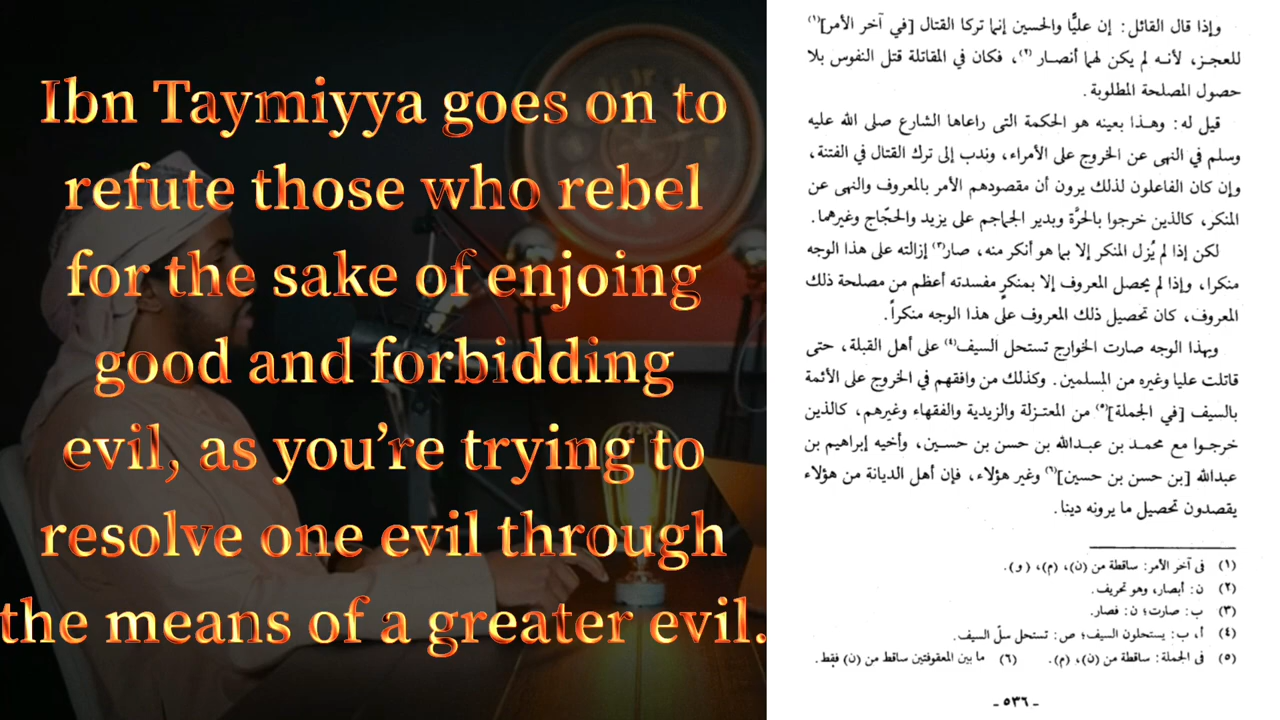 Ibn Taymiyya goes on to
refute those who rebel
for the sake of enjoing
good and forbidding
evil, as you’re trying to
resolve one evil through
the means of a greater evil.
وإذا قال القائل: إن عليًّا والحسين إنما تركا القتال [في آخر الأمر](١)
للعجز، لأنه لم يكن لهما أنصار (٢)، فكان في المقاتلة قتل النفوس بلا
حصول المصلحة المطلوبة.
قيل له: وهذا بعينه هو الحكمة التى راعاها الشارع صلى الله عليه
وسلم في النهى عن الخروج على الأمراء، وندب إلى ترك القتال في الفتنة،
وإن كان الفاعلون لذلك يرون أن مقصودهم الأمر بالمعروف والنهى عن
المنكر، كالذين خرجوا بالحرَّة وبدير الجماجم على يزيد والحجّاج وغيرهما.
لكن إذا لم يُزل المنكر إلا بما هو أنكر منه، صار(٣) إزالته على هذا الوجه
منكرا، وإذا لم يحصل المعروف إلا بمنكرٍ مفسدته أعظم من مصلحة ذلك
المعروف، كان تحصيل ذلك المعروف على هذا الوجه منكراً.
وبهذا الوجه صارت الخوارج تستحل السيف(٤) على أهل القبلة، حتى
قاتلت عليا وغيره من المسلمين. وكذلك من وافقهم في الخروج على الأئمة
بالسيف [في الجملة](٥) من المعتزلة والزيدية والفقهاء وغيرهم، كالذين
خرجوا مع محمد بن عبدالله بن حسن بن حسين، وأخيه إبراهيم بن
عبدالله [بن حسن بن حسين](٦) وغير هؤلاء، فإن أهل الديانة من هؤلاء
يقصدون تحصيل ما يرونه دينا.
(١) فى آخر الأمر: ساقطة من (ن)، (م)، (و).
(٢) ن: أبصار، وهو تحريف.
(٣) ب: صارت؛ ن: فصار.
(٤) أ، ب: يستحلون السيف؛ ص: تستحل سلّ السيف.
(٥) فى الجملة: ساقطة من (ن)، (م). (٦) ما بين المعقوفتين ساقط من (ن) فقط.
- ٥٣٦ -